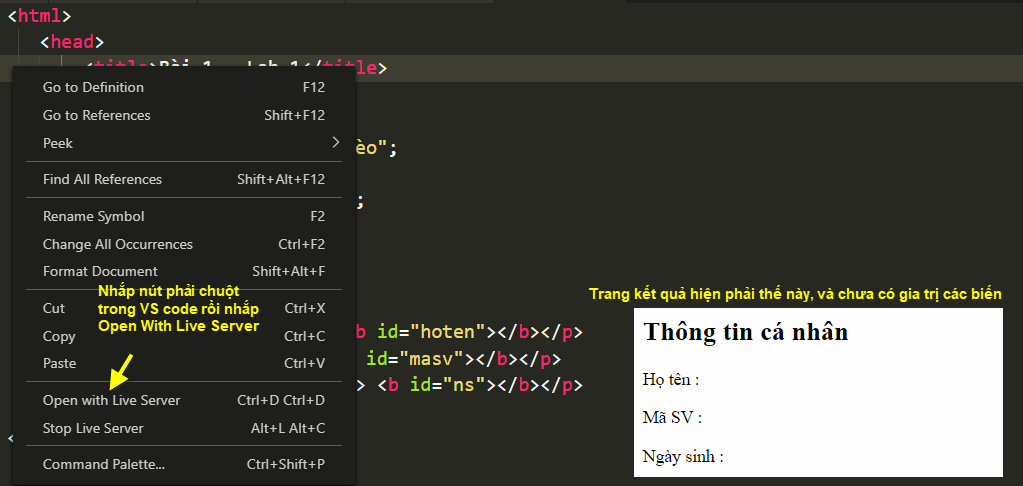 <html>
<head>
<title>Bài 1 - Lab 1</title>
Go to Definition F12
Go to References Shift+F12
Peek
èo";
Find All References Shift+Alt+F12
;
Rename Symbol F2
Change All Occurrences Ctrl+F2
Format Document Shift+Alt+F
Nhắp nút phải chuột
trong VS code rồi nhắp
Open With Live Server
Trang kết quả hiện phải thế này, và chưa có gia trị các biến
Cut Ctrl+X
Copy Ctrl+C
Paste Ctrl+V
b id="hoten"></b></p>
id="masv"></b></p>
> <b id="ns"></b></p>
Thông tin cá nhân
Họ tên :
Mã SV :
Ngày sinh :
Open with Live Server Ctrl+D Ctrl+D
Stop Live Server Alt+L Alt+C
<
Command Palette... Ctrl+Shift+P